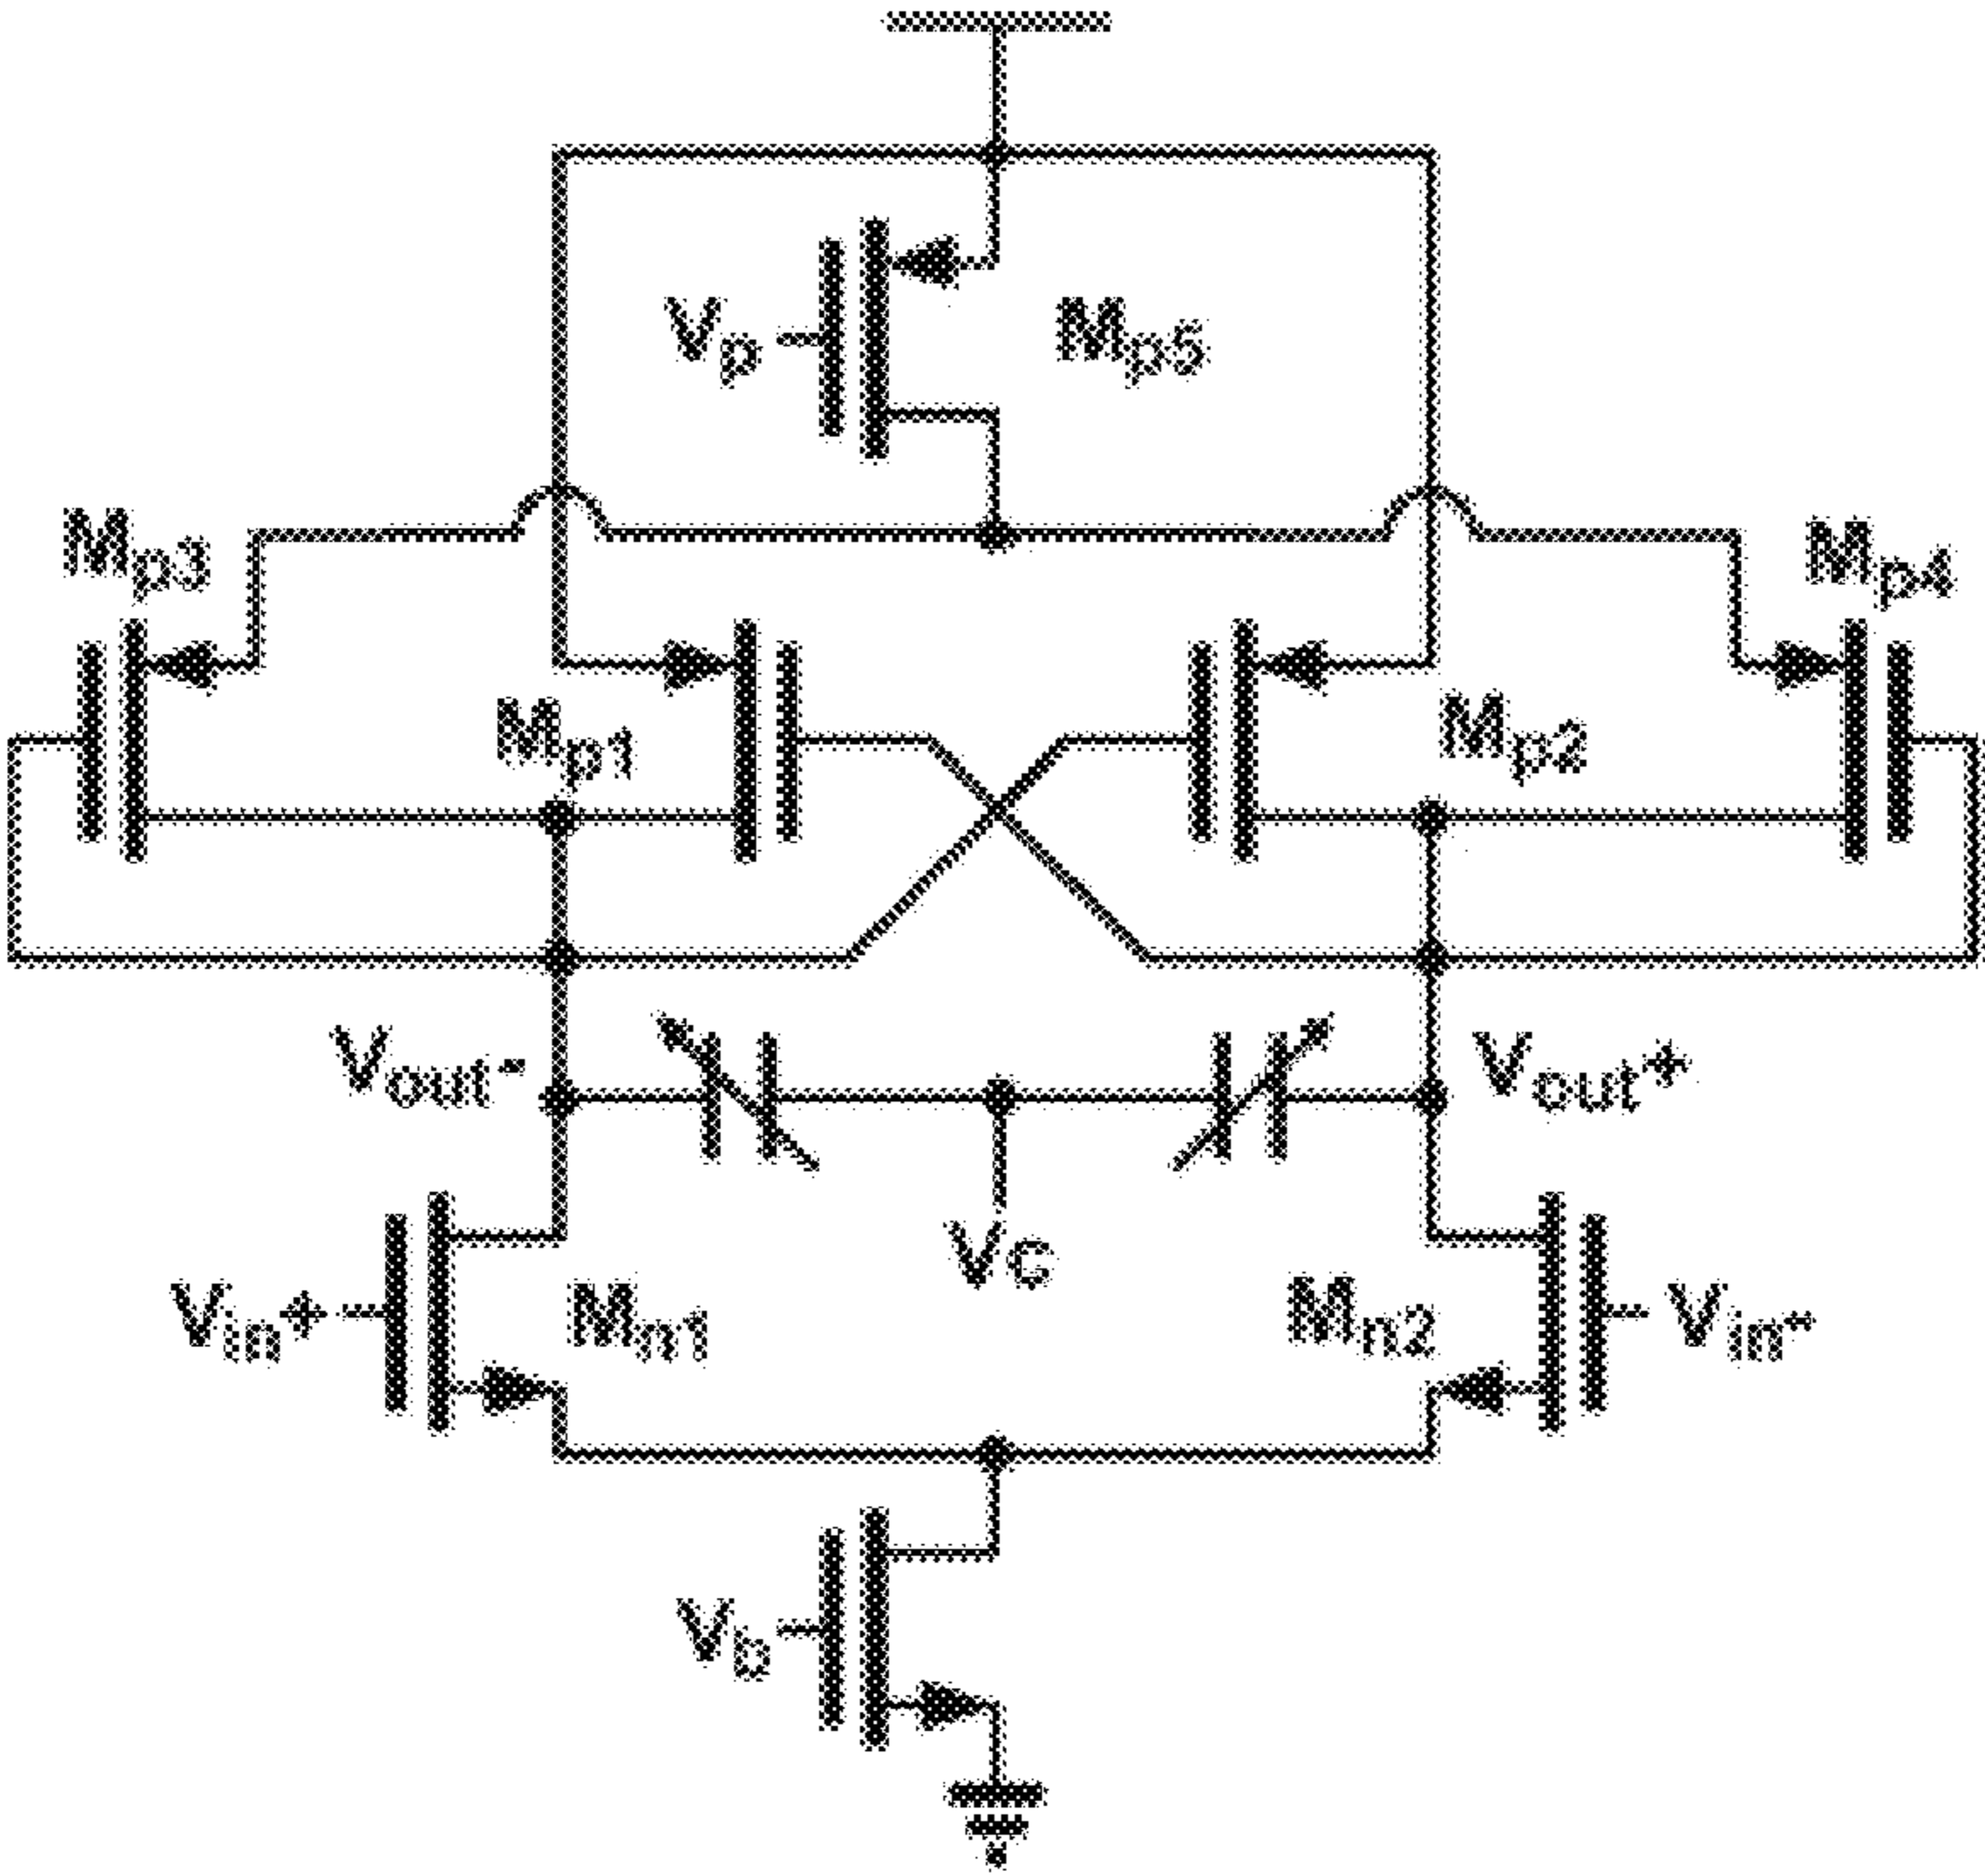 Vp
Mp5
Mp3
Mp4
Mp1
Mp2
Vout-
Vout+
VC
Vin+
Mn1
Mn2
Vin-
Vb